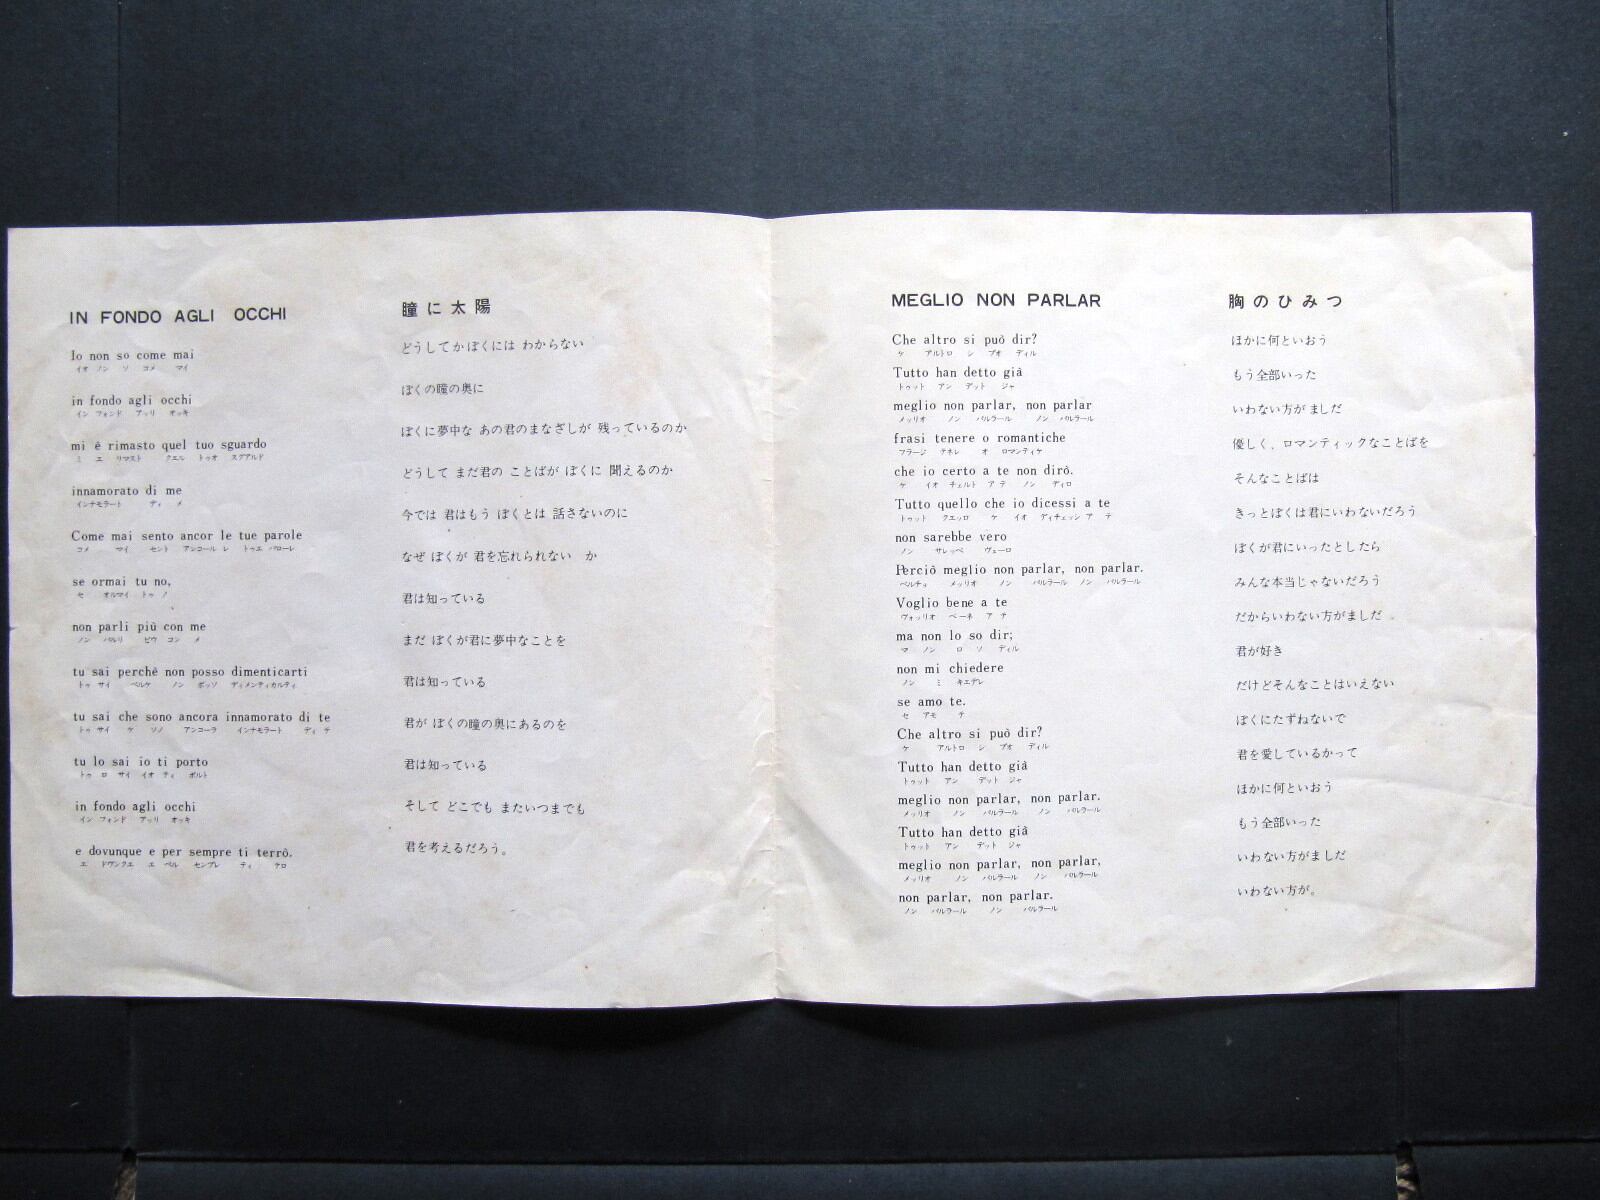 IN FONDO AGLI OCCHI
Io non so come mai
イオ ノン ソ コメ マイ
in fondo agli occhi
イン フォンド アッリ オッキ
mi ê rimasto quel tuo sguardo
ミ エ リマスト クエル トゥオ スグアルド
innamorato di me
インナモラート ディ メ
Come mai sento ancor le tue parole
コメ マイ セント アンコール レ トゥエ パローレ
se ormai tu no,
セ オルマイ トゥ ノ
non parli più con me
ノン パルリ ピウ コン メ
tu sai perchê non posso dimenticarti
トゥ サイ ペルケ ノン ポッソ ディメンティカルティ
tu sai che sono ancora innamorato di te
トゥ サイ ケ ソノ アンコーラ インナモラート ディ テ
tu lo sai io ti porto
トゥ ロ サイ イオ ティ ポルト
in fondo agli occhi
イン フォンド アッリ オッキ
e dovunque e per sempre ti terrô.
エ ドヴンクエ エ ペル センプレ ティ テロ
瞳に太陽
どうしてかぼくには わからない
ぼくの瞳の奥に
ぼくに夢中な あの君のまなざしが 残っているのか
どうして まだ君の ことばが ぼくに 聞えるのか
今では 君はもう ぼくとは 話さないのに
なぜ ぼくが 君を忘れられない か
君は知っている
まだ ぼくが君に夢中なことを
君は知っている
君が ぼくの瞳の奥にあるのを
君は知っている
そして どこでも またいつまでも
君を考えるだろう。
MEGLIO NON PARLAR
Che altro si puô dir?
ケ アルトロ シ プオ ディル
Tutto han detto giâ
トゥット アン デット ジャ
meglio non parlar, non parlar
メッリオ ノン パルラール ノン パルラール
frasi tenere o romantiche
フラージ テネレ オ ロマンティケ
che io certo a te non dirô.
ケ イオ チェルト ア テ ノン ディロ
Tutto quello che io dicessi a te
トゥット クエッロ ケ イオ ディチェッシ ア テ
non sarebbe vero
ノン サレッベ ヴェーロ
Perciô meglio non parlar, non parlar.
ペルチョ メッリオ ノン パルラール ノン パルラール
Voglio bene a te
ヴォッリオ ベーネ ア テ
ma non lo so dir;
マ ノン ロ ソ ディル
non mi chiedere
ノン ミ キエデレ
se amo te.
セ アモ テ
Che altro si puô dir?
ケ アルトロ シ プオ ディル
Tutto han detto giâ
トゥット アン デット ジャ
meglio non parlar, non parlar.
メッリオ ノン パルラール ノン パルラール
Tutto han detto giâ
トゥット アン デット ジャ
meglio non parlar, non parlar,
メッリオ ノン パルラール ノン パルラール
non parlar, non parlar.
ノン パルラール ノン パルラール
胸のひみつ
ほかに何といおう
もう全部いった
いわない方が ましだ
優しく、ロマンティックなことばを
そんなことばは
きっとぼくは君にいわないだろう
ぼくが君にいったとしたら
みんな本当じゃないだろう
だからいわない方がましだ 。
君が好き
だけどそんなことはいえない
ぼくにたずねないで
君を愛しているかって
ほかに何といおう
もう全部いった
いわない方がましだ
いわない方が。